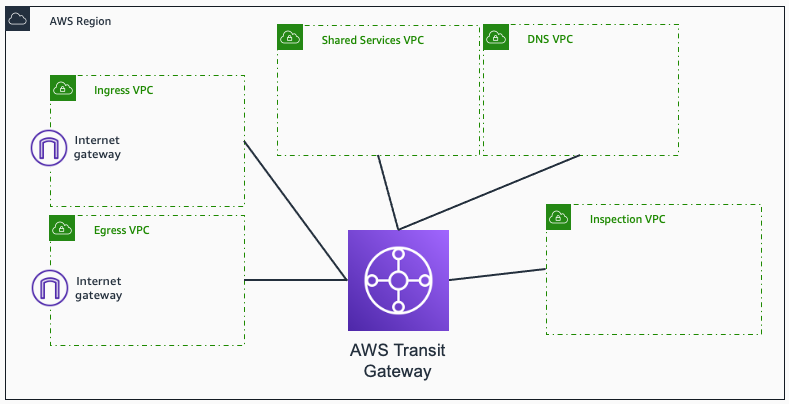 AWS Region
Shared Services VPC
DNS VPC
Ingress VPC
Internet
gateway
Egress VPC
Internet
gateway
Inspection VPC
AWS Transit
Gateway